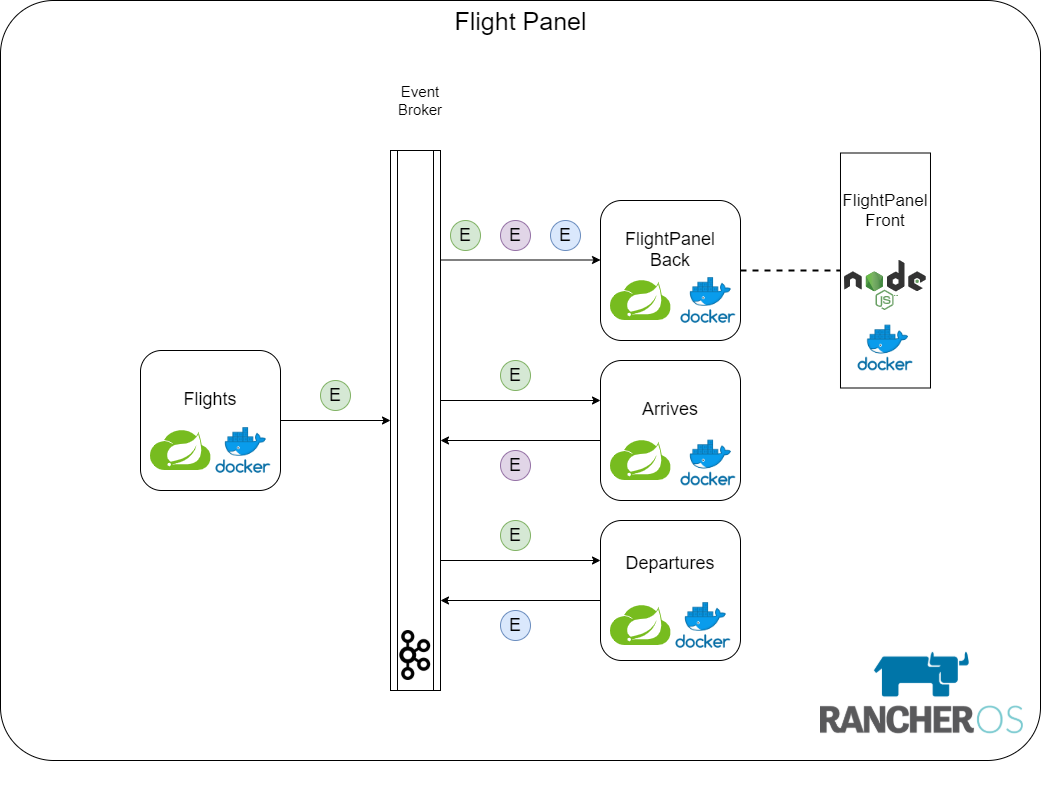 Flight Panel
Event
Broker
E E E
FlightPanel
Back
docker
FlightPanel
Front
node
JS
docker
Flights
docker
E
E
Arrives
docker
E
E
Departures
docker
E
RANCHER OS